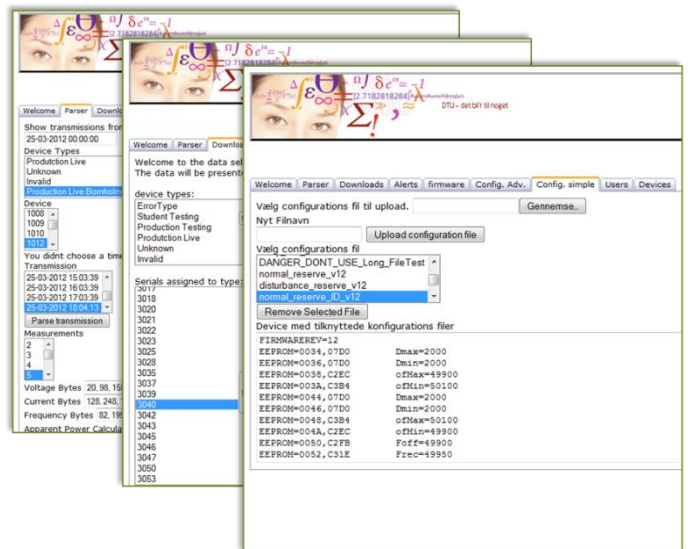 Welcome Parser Downl
Show transmissions from
25-03-2012 00:00:00
Device Types
Produtction Live
Unknown
Invalid
Production Live Bornholm
Device
1008
1009
1010
1012
You didnt choose a time
Transmission
25-03-2012 15:03:39
25-03-2012 16:03:39
25-03-2012 17:03:39
25-03-2012 18:04:13
Parse transmission
Measurements
2
3
4
5
Voltage Bytes 20, 98, 15
Current Bytes 128, 248,
Frequency Bytes 82, 19
Apparent Power Calcula
Welcome Parser Downloa
Welcome to the data sel
The data will be presente
device types:
ErrorType
Student Testing
Production Testing
Produtction Live
Unknown
Invalid
Serials assigned to type:
3017
3018
3020
3021
3022
3023
3025
3028
3035
3037
3039
3040
3042
3043
3045
3046
3047
3050
3053
DTU - det bli'r til noget
Welcome Parser Downloads Alerts firmware Config. Adv. Config. simple Users Devices
Vælg configurations fil til upload. Gennemse..
Nyt Filnavn
Upload configuration file
Vælg configurations fil
DANGER_DONT_USE_Long_FileTest
normal_reserve_v12
disturbance_reserve_v12
normal_reserve_ID_v12
Remove Selected File
Device med tilknyttede konfigurations filer
FIRMWAREREV=12
EEPROM=0034,07D0 Dmax=2000
EEPROM=0036,07D0 Dmin=2000
EEPROM=0038,C2EC ofMax=49900
EEPROM=003A,C3B4 ofMin=50100
EEPROM=0044,07D0 Dmax=2000
EEPROM=0046,07D0 Dmin=2000
EEPROM=0048,C3B4 ofMax=50100
EEPROM=004A,C2EC ofMin=49900
EEPROM=0050,C2FB Foff=49900
EEPROM=0052,C31E Frec=49950